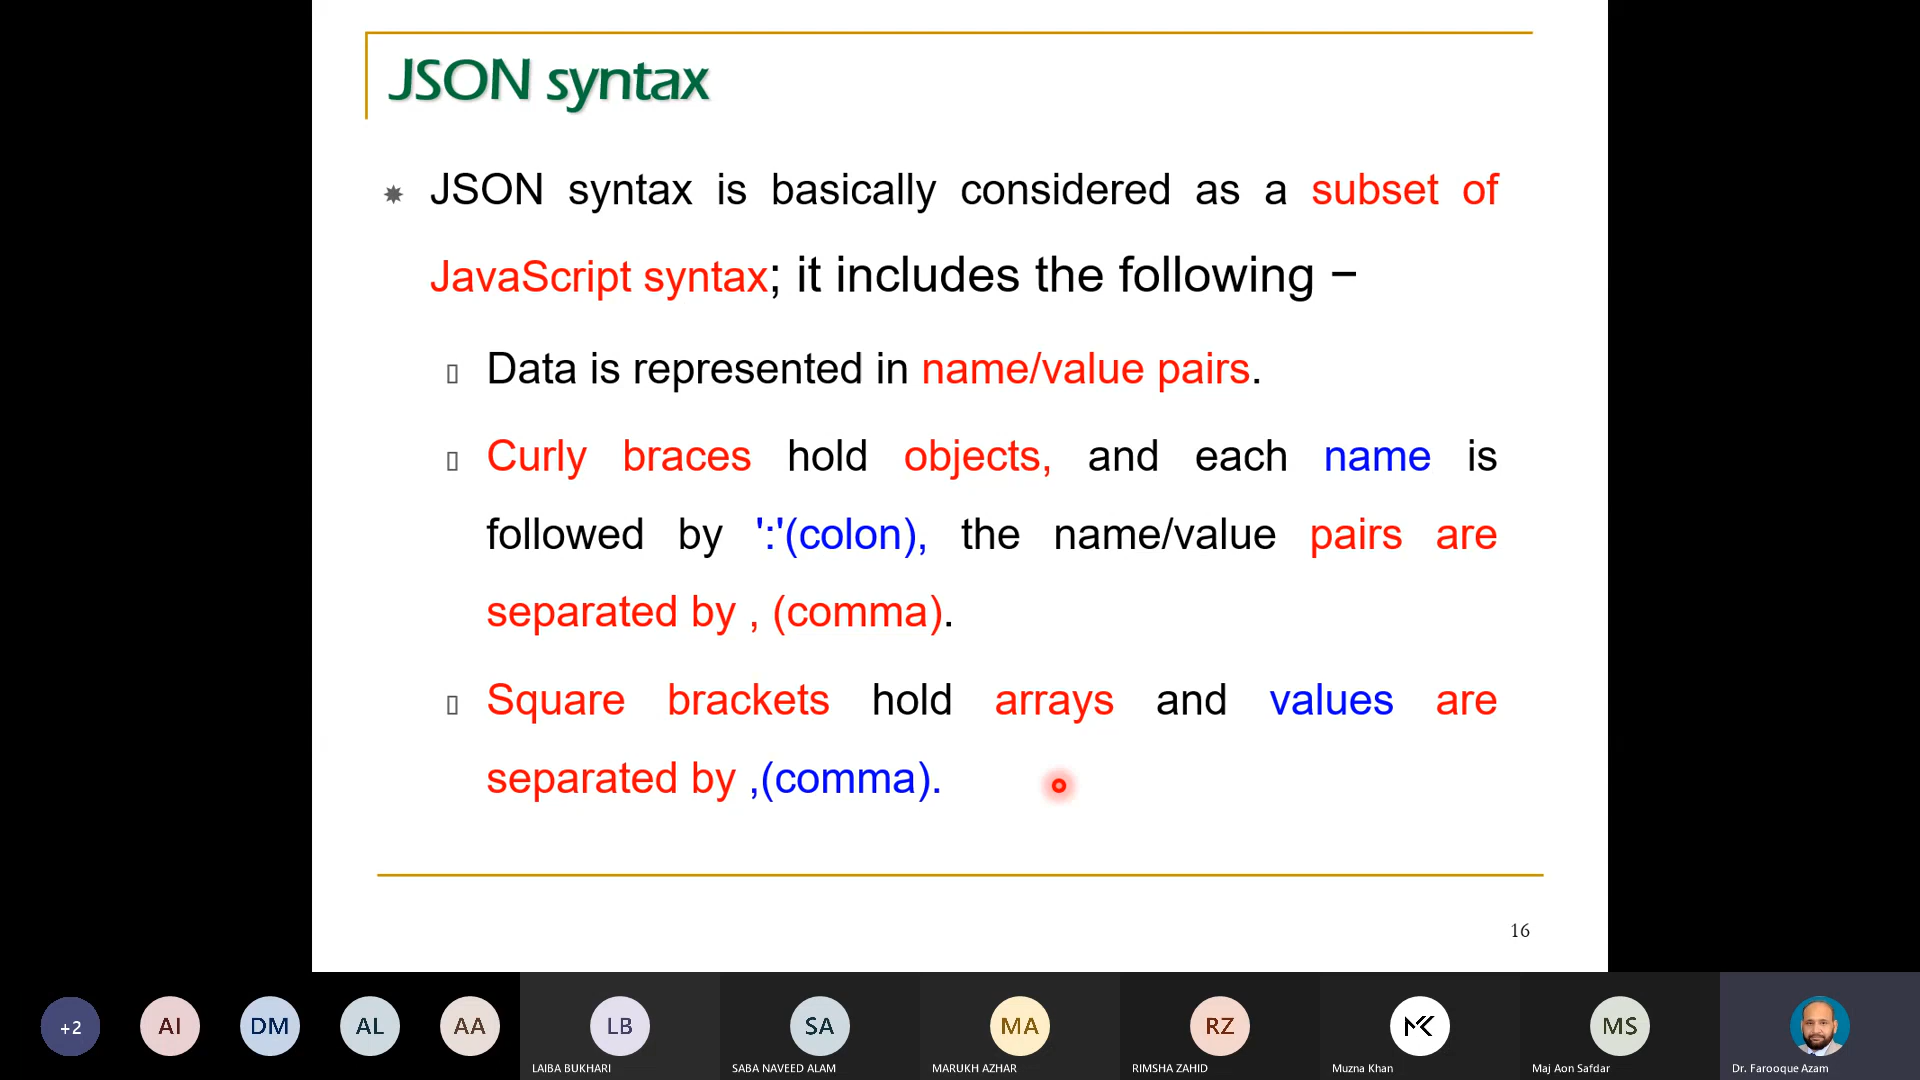 JSON syntax
JSON syntax is basically considered as a subset of
JavaScript syntax; it includes the following −
Data is represented in name/value pairs.
Curly braces hold objects, and each name is
followed by ':'(colon), the name/value pairs are
separated by , (comma).
Square brackets hold arrays and values are
separated by ,(comma).
16
+2
AI
DM
AL
AA
LB
SA
MA
RZ
MK
MS
LAIBA BUKHARI
SABA NAVEED ALAM
MARUKH AZHAR
RIMSHA ZAHID
Muzna Khan
Maj Aon Safdar
Dr. Farooque Azam